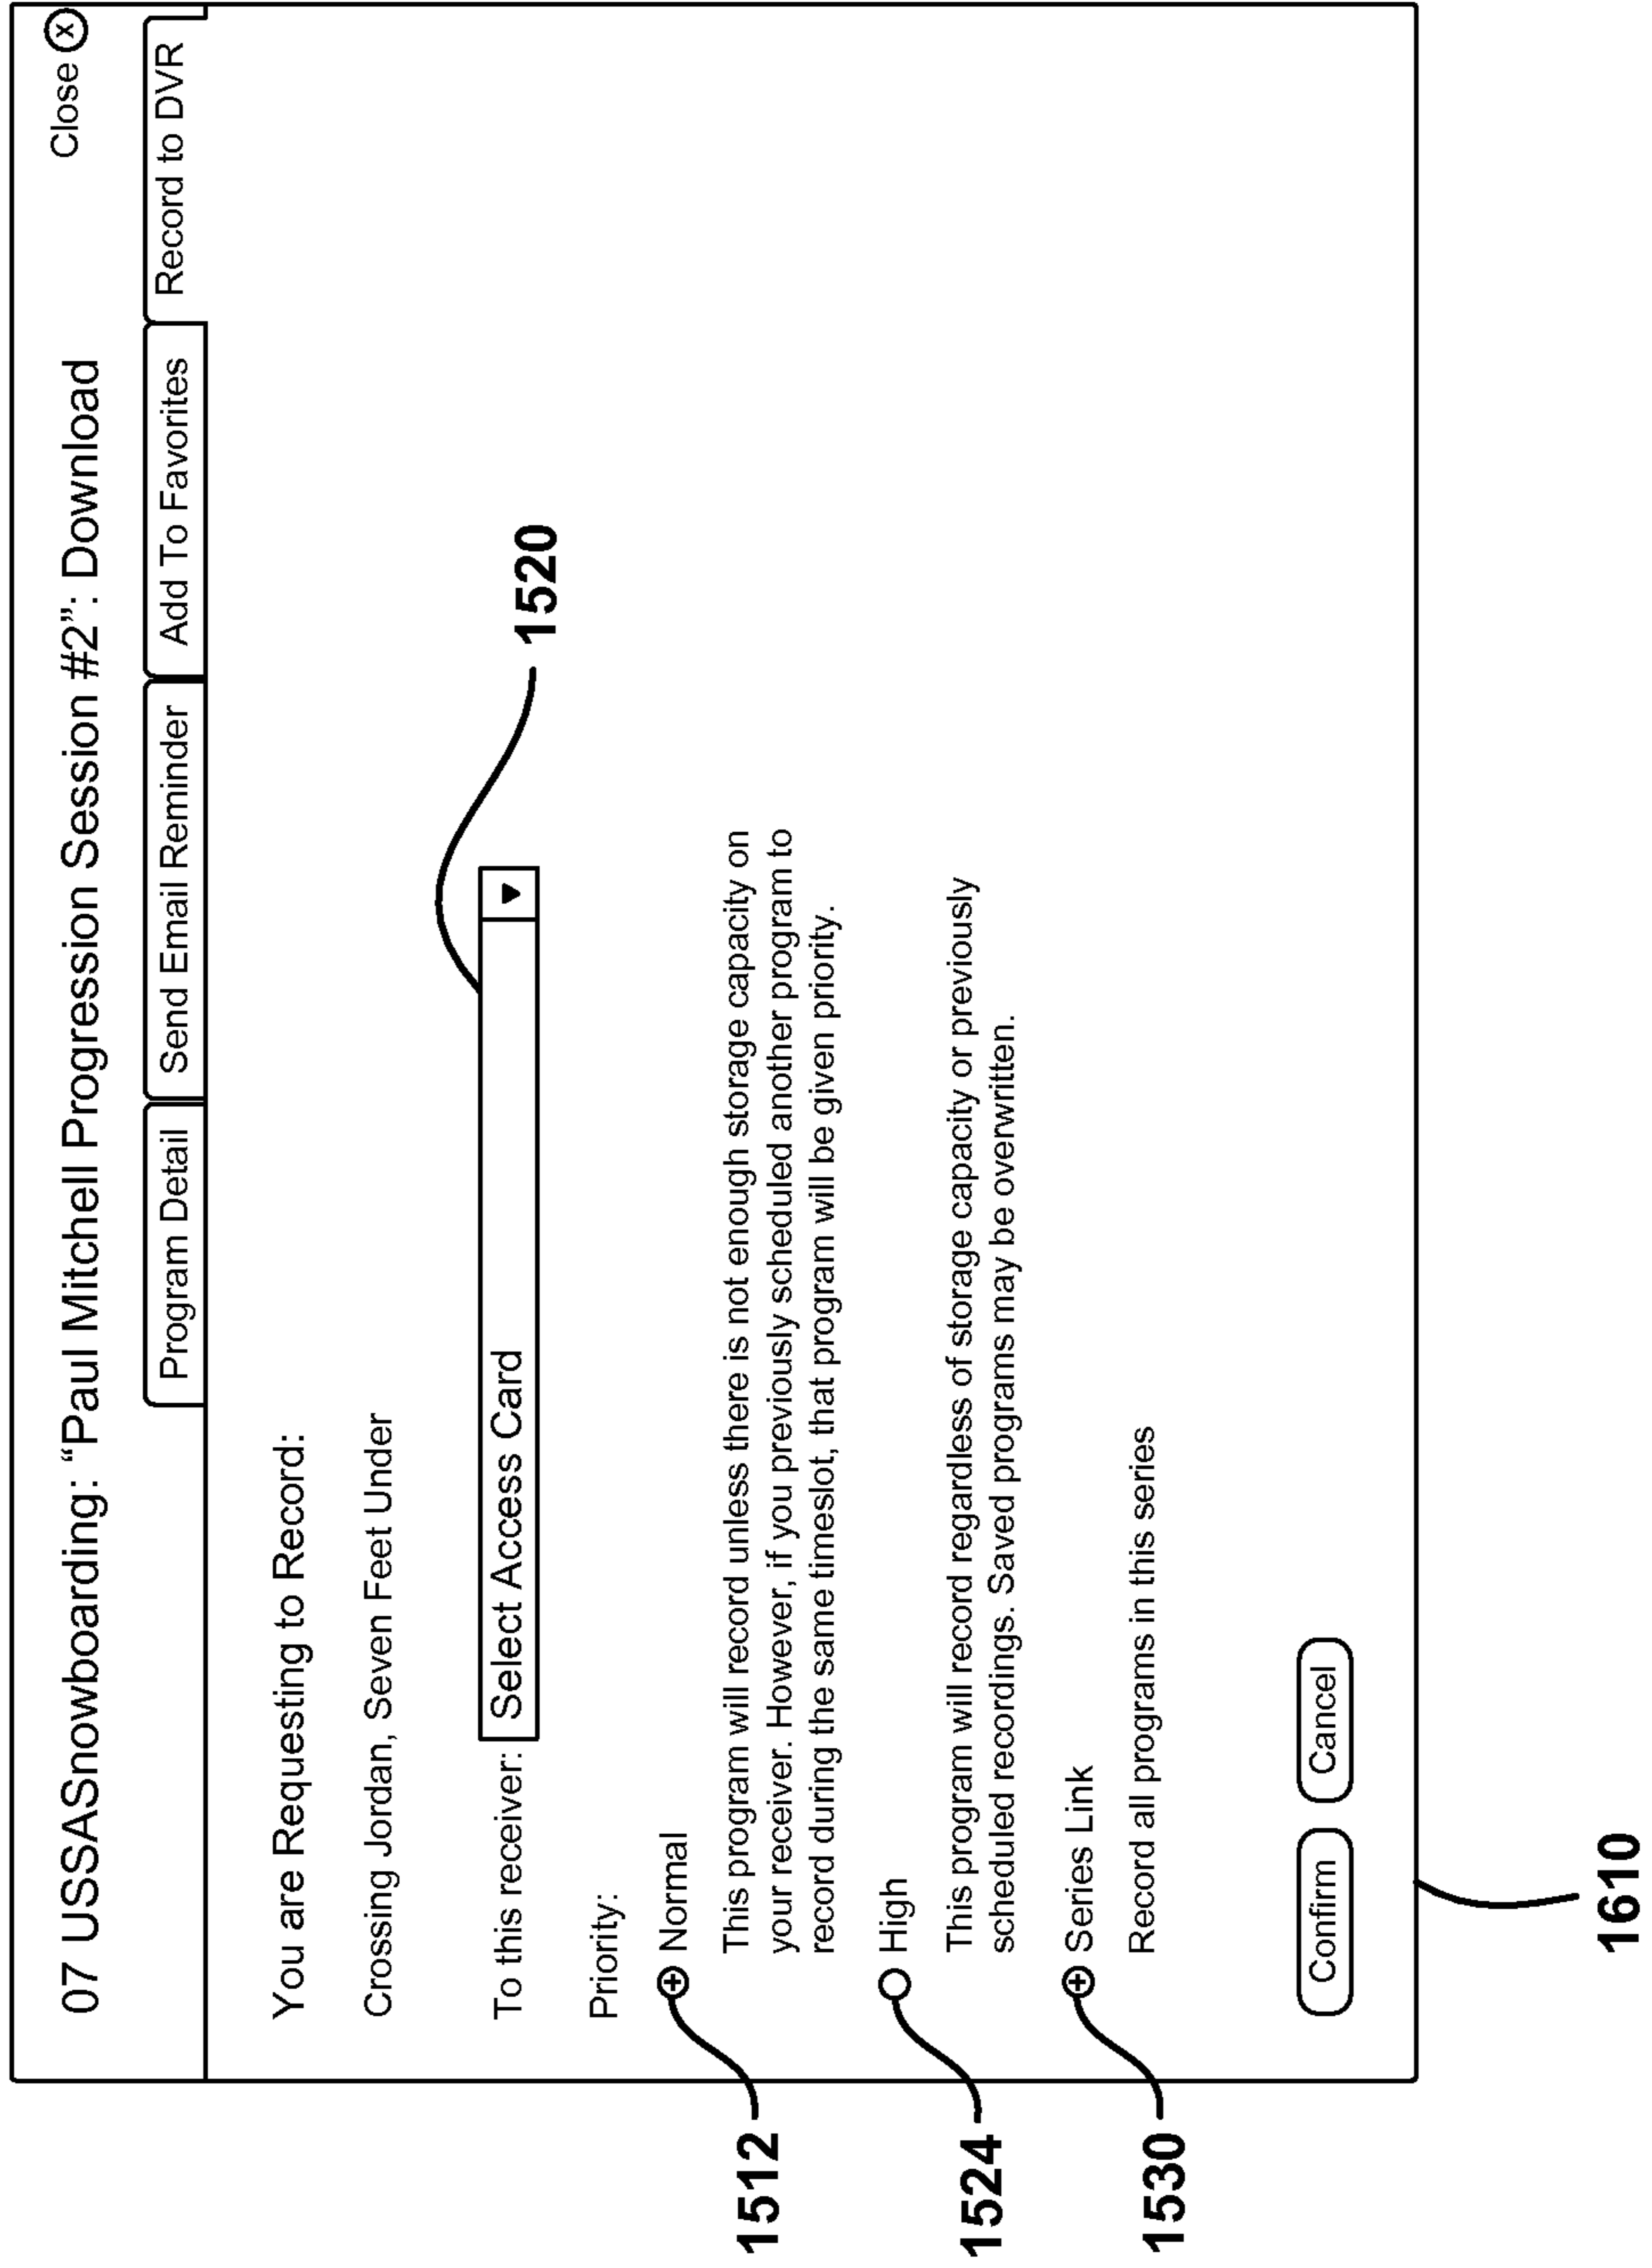 07 USSASnowboarding: “Paul Mitchell Progression Session #2”: Download
Close x
Program Detail
Send Email Reminder
Add To Favorites
Record to DVR
You are Requesting to Record:
Crossing Jordan, Seven Feet Under
To this receiver: Select Access Card
1520
Priority:
1512
Normal
This program will record unless there is not enough storage capacity on
your receiver. However, if you previously scheduled another program to
record during the same timeslot, that program will be given priority.
1524
High
This program will record regardless of storage capacity or previously
scheduled recordings. Saved programs may be overwritten.
1530
Series Link
Record all programs in this series
Confirm
Cancel
1610